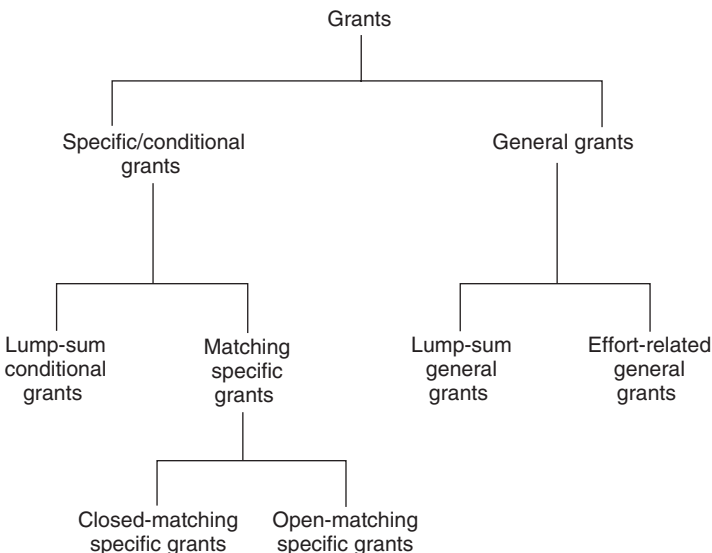 Grants
Specific/conditional
grants
General grants
Lump-sum
conditional
grants
Matching
specific
grants
Lump-sum
general
grants
Effort-related
general
grants
Closed-matching
specific grants
Open-matching
specific grants